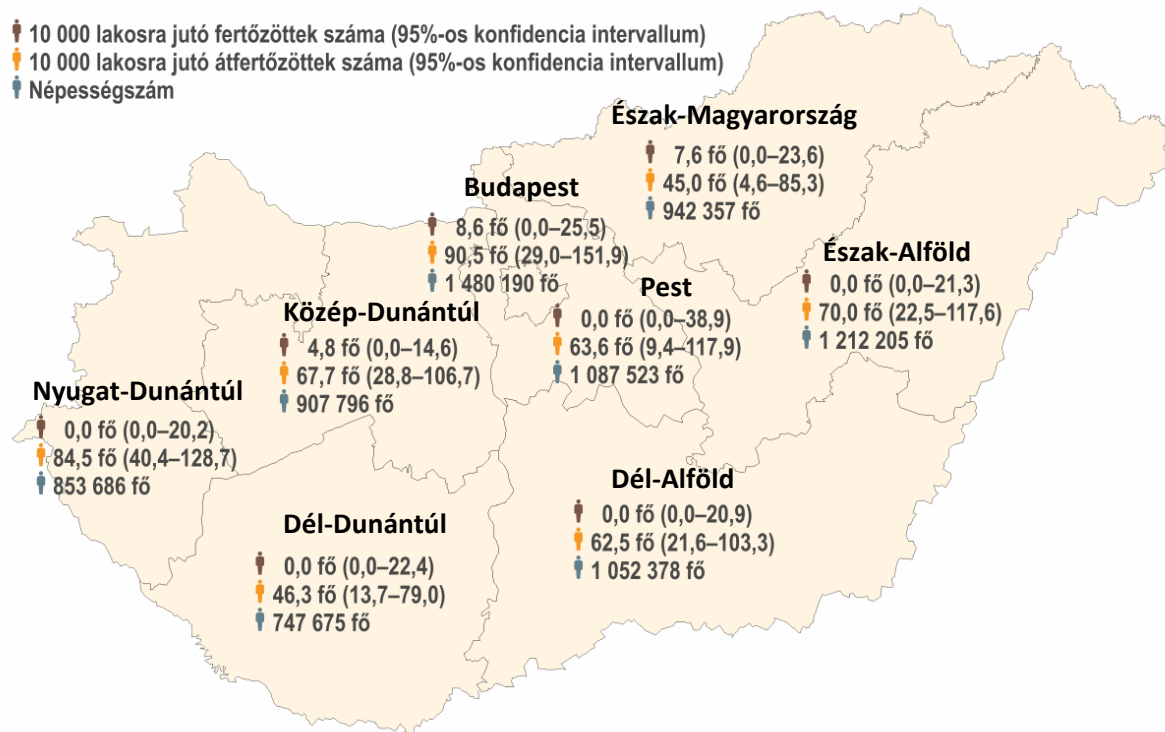 10 000 lakosra jutó fertőzöttek száma (95%-os konfidencia intervallum)
10 000 lakosra jutó átfertőzöttek száma (95%-os konfidencia intervallum)
Népességszám
Észak-Magyarország
7,6 fő (0,0–23,6)
45,0 fő (4,6–85,3)
942 357 fő
Budapest
8,6 fő (0,0–25,5)
90,5 fő (29,0–151,9)
1 480 190 fő
Észak-Alföld
0,0 fő (0,0–21,3)
70,0 fő (22,5–117,6)
1 212 205 fő
Pest
0,0 fő (0,0–38,9)
63,6 fő (9,4–117,9)
1 087 523 fő
Közép-Dunántúl
4,8 fő (0,0–14,6)
67,7 fő (28,8–106,7)
907 796 fő
Nyugat-Dunántúl
0,0 fő (0,0–20,2)
84,5 fő (40,4–128,7)
853 686 fő
Dél-Alföld
0,0 fő (0,0–20,9)
62,5 fő (21,6–103,3)
1 052 378 fő
Dél-Dunántúl
0,0 fő (0,0–22,4)
46,3 fő (13,7–79,0)
747 675 fő